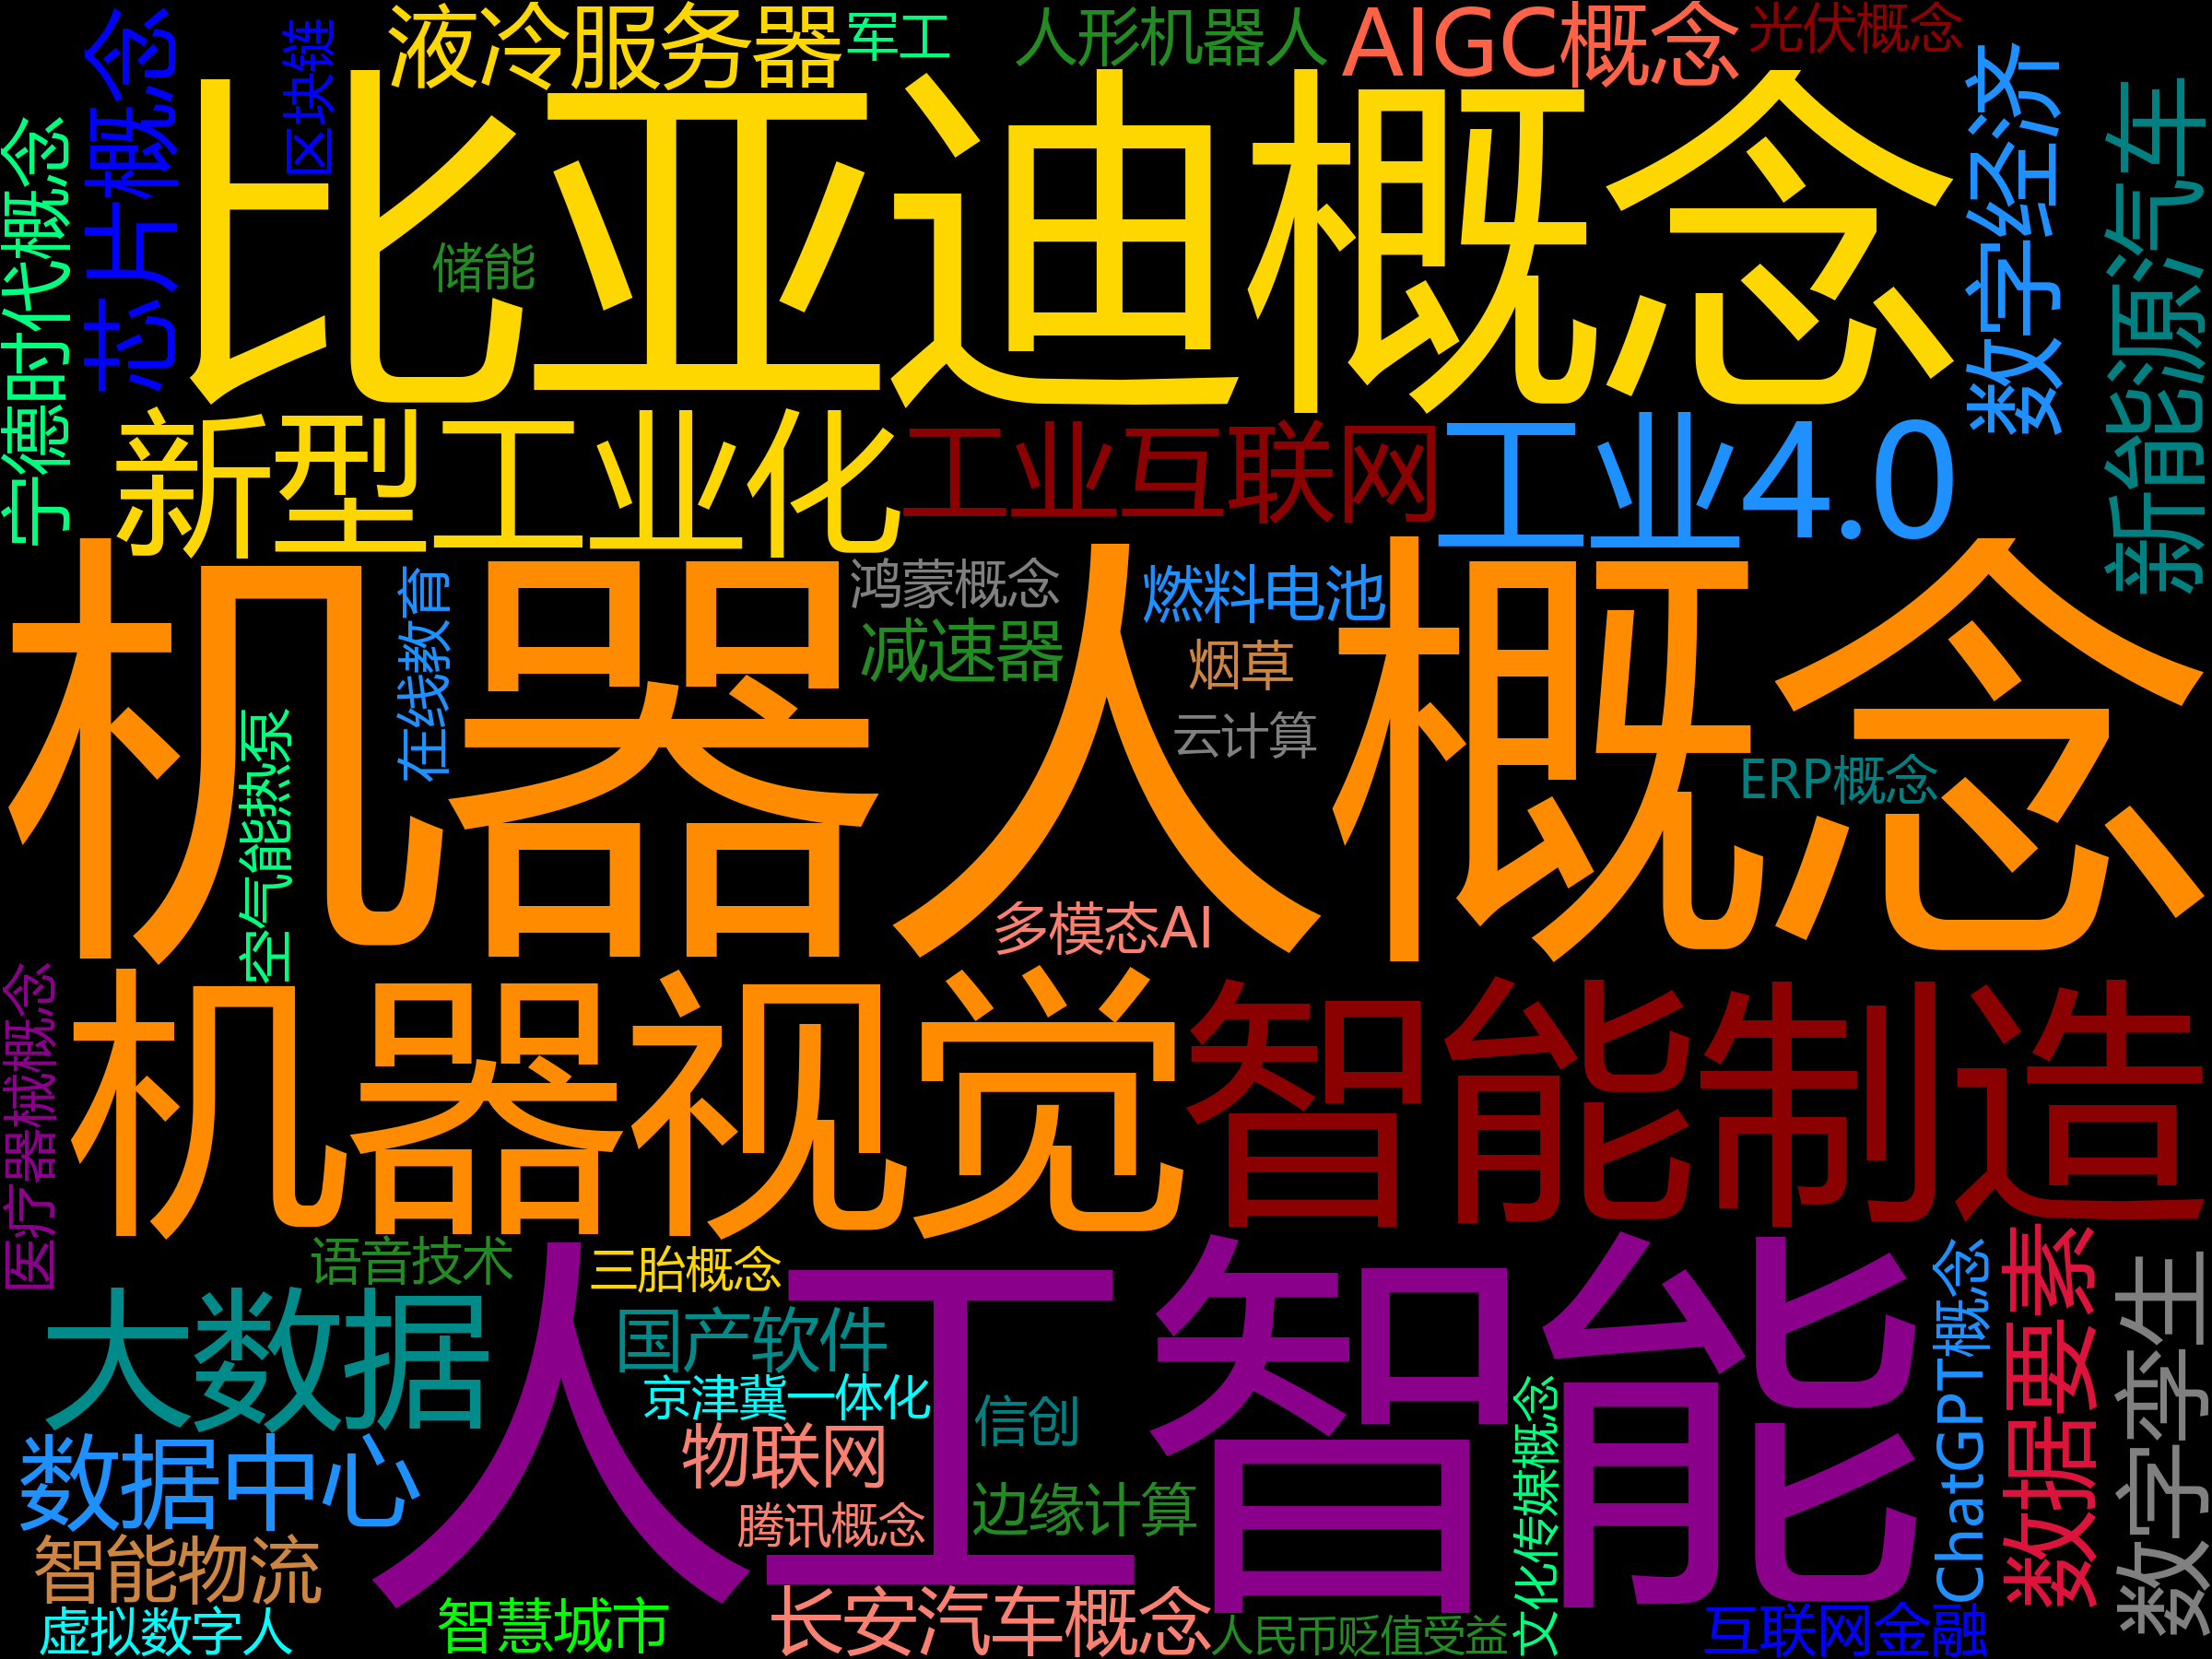 液冷服务器
军工
人形机器人
AIGC概念
光伏概念
区块链
芯片概念
宁德时代概念
比亚迪概念
数字经济
新能源汽车
储能
新型工业化
工业互联网
工业4.0
机器人概念
鸿蒙概念
燃料电池
在线教育
减速器
烟草
云计算
ERP概念
空气能热泵
多模态AI
机器视觉
智能制造
医疗器械概念
语音技术
三胎概念
人工智能
大数据
国产软件
京津冀一体化
信创
物联网
数据中心
腾讯概念
边缘计算
文化传媒概念
ChatGPT概念
数据要素
数字孪生
智能物流
虚拟数字人
智慧城市
长安汽车概念
人民币贬值受益
互联网金融